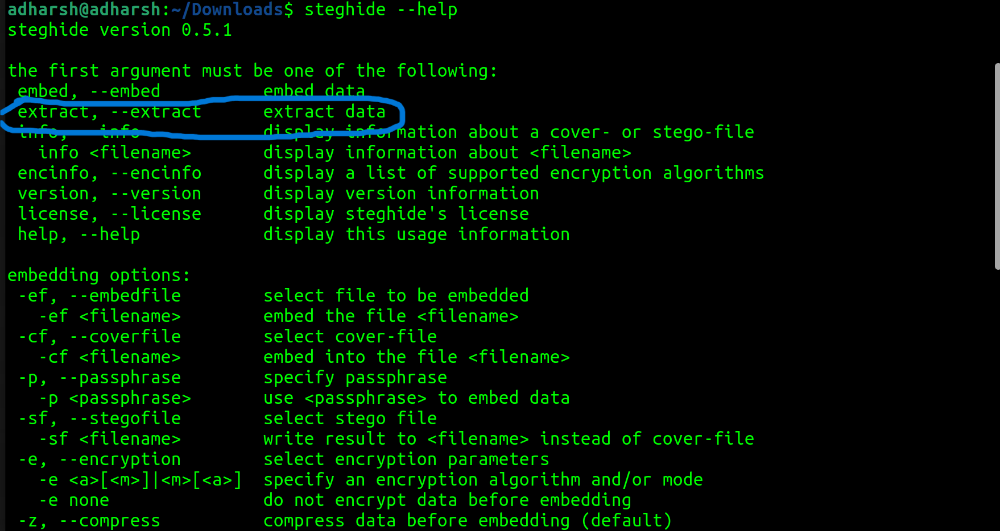 adharsh@adharsh:~/Downloads$ steghide --help
steghide version 0.5.1
the first argument must be one of the following:
embed, --embed embed data
extract, --extract extract data
info, --info display information about a cover- or stego-file
info <filename> display information about <filename>
encinfo, --encinfo display a list of supported encryption algorithms
version, --version display version information
license, --license display steghide's license
help, --help display this usage information
embedding options:
-ef, --embedfile select file to be embedded
-ef <filename> embed the file <filename>
-cf, --coverfile select cover-file
-cf <filename> embed into the file <filename>
-p, --passphrase specify passphrase
-p <passphrase> use <passphrase> to embed data
-sf, --stegofile select stego file
-sf <filename> write result to <filename> instead of cover-file
-e, --encryption select encryption parameters
-e <a>[<m>]|<m>[<a>] specify an encryption algorithm and/or mode
-e none do not encrypt data before embedding
-z, --compress compress data before embedding (default)